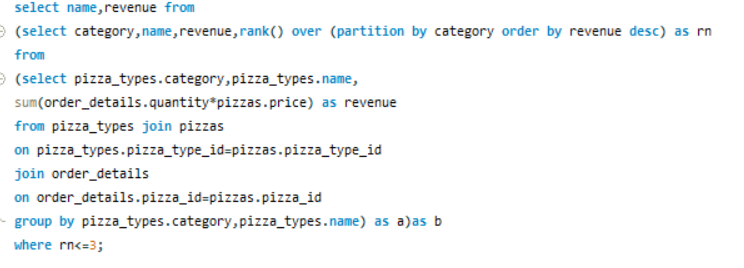 select name,revenue from
(select category,name,revenue,rank() over (partition by category order by revenue desc) as rn
from
(select pizza_types.category,pizza_types.name,
sum(order_details.quantity*pizzas.price) as revenue
from pizza_types join pizzas
on pizza_types.pizza_type_id=pizzas.pizza_type_id
join order_details
on order_details.pizza_id=pizzas.pizza_id
group by pizza_types.category,pizza_types.name) as a)as b
where rn<=3;